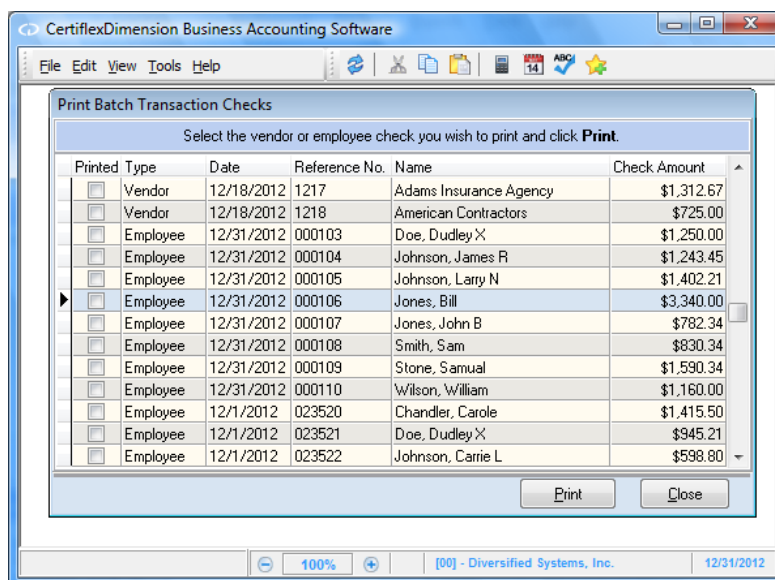 CertiflexDimension Business Accounting Software
File Edit View Tools Help
14 ABC
Print Batch Transaction Checks
Select the vendor or employee check you wish to print and click Print.
Printed Type Date Reference No. Name Check Amount
Vendor 12/18/2012 1217 Adams Insurance Agency $1,312.67
Vendor 12/18/2012 1218 American Contractors $725.00
Employee 12/31/2012 000103 Doe, Dudley X $1,250.00
Employee 12/31/2012 000104 Johnson, James R $1,243.45
Employee 12/31/2012 000105 Johnson, Larry N $1,402.21
Employee 12/31/2012 000106 Jones, Bill $3,340.00
Employee 12/31/2012 000107 Jones, John B $782.34
Employee 12/31/2012 000108 Smith, Sam $830.34
Employee 12/31/2012 000109 Stone, Samual $1,590.34
Employee 12/31/2012 000110 Wilson, William $1,160.00
Employee 12/1/2012 023520 Chandler, Carole $1,415.50
Employee 12/1/2012 023521 Doe, Dudley X $945.21
Employee 12/1/2012 023522 Johnson, Carrie L $598.80
Print Close
100% [00] - Diversified Systems, Inc. 12/31/2012